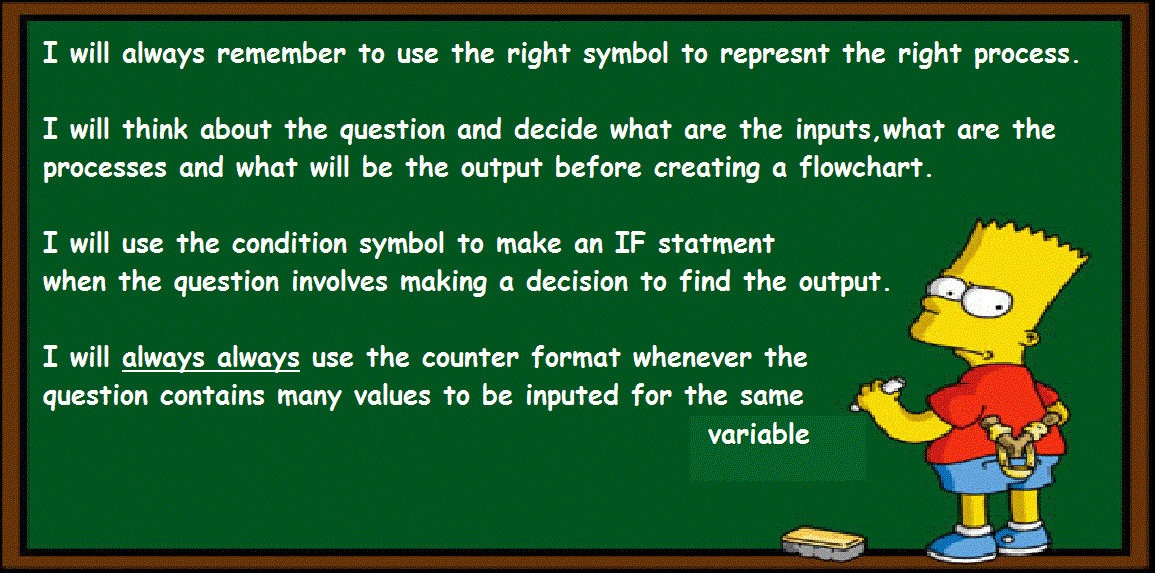 I will always remember to use the right symbol to represnt the right process.
I will think about the question and decide what are the inputs,what are the
processes and what will be the output before creating a flowchart.
I will use the condition symbol to make an IF statment
when the question involves making a decision to find the output.
I will always always use the counter format whenever the
question contains many values to be inputed for the same
variable